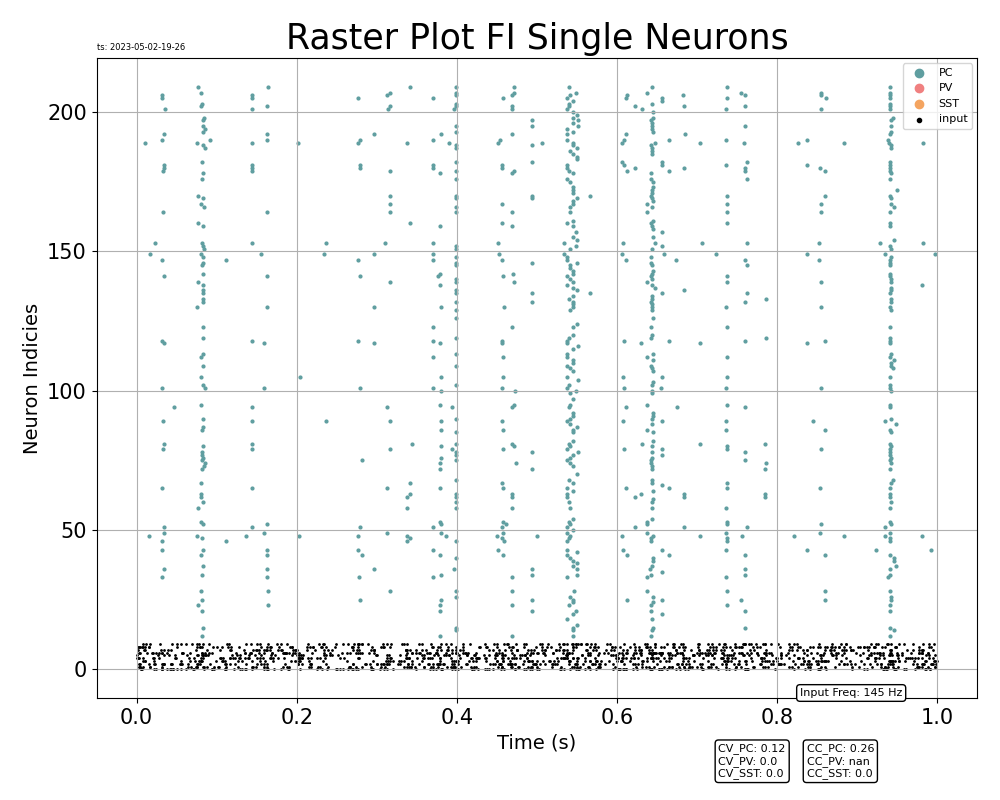 Raster Plot FI Single Neurons
ts: 2023-05-02-19-26
PC
PV
SST
input
200
150
100
50
0
Neuron Indicies
0.0 0.2 0.4 0.6 0.8 1.0
Time (s)
Input Freq: 145 Hz
CV_PC: 0.12
CV_PV: 0.0
CV_SST: 0.0
CC_PC: 0.26
CC_PV: nan
CC_SST: 0.0